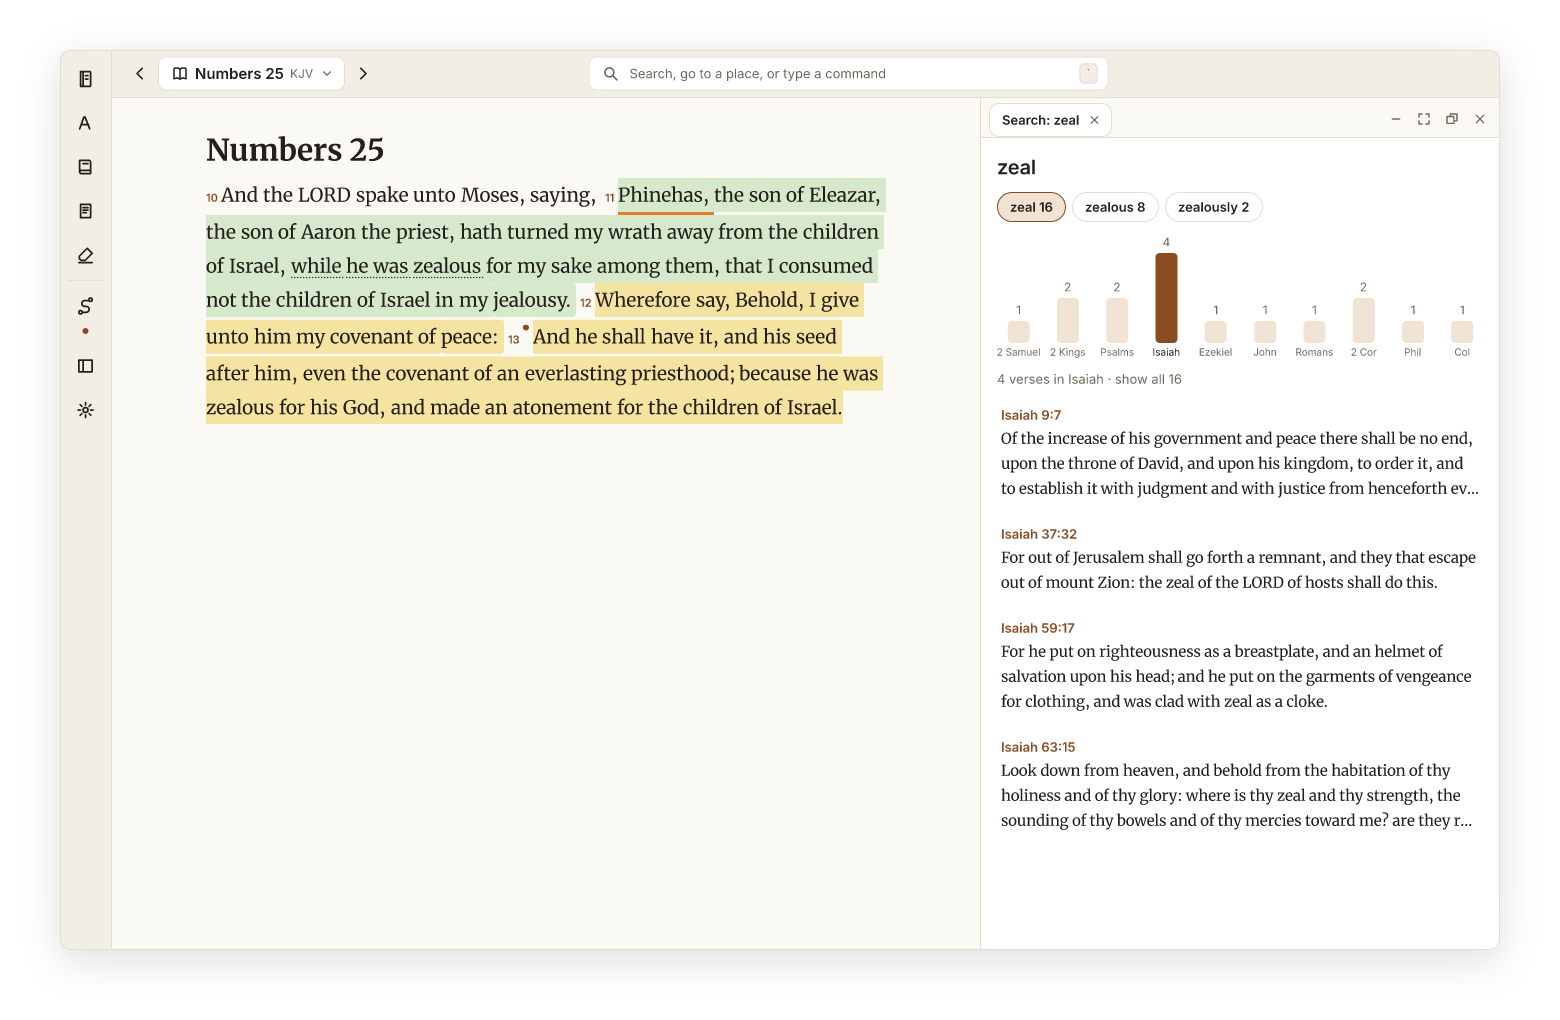 Numbers 25 KJV
Search, go to a place, or type a command
Search: zeal
Numbers 25
10 And the LORD spake unto Moses, saying, 11 Phinehas, the son of Eleazar,
the son of Aaron the priest, hath turned my wrath away from the children
of Israel, while he was zealous for my sake among them, that I consumed
not the children of Israel in my jealousy. 12 Wherefore say, Behold, I give
unto him my covenant of peace: 13 And he shall have it, and his seed
after him, even the covenant of an everlasting priesthood; because he was
zealous for his God, and made an atonement for the children of Israel.
zeal
zeal 16 zealous 8 zealously 2
1 2 2 4 1 1 1 2 1 1
2 Samuel 2 Kings Psalms Isaiah Ezekiel John Romans 2 Cor Phil Col
4 verses in Isaiah · show all 16
Isaiah 9:7
Of the increase of his government and peace there shall be no end,
upon the throne of David, and upon his kingdom, to order it, and
to establish it with judgment and with justice from henceforth ev...
Isaiah 37:32
For out of Jerusalem shall go forth a remnant, and they that escape
out of mount Zion: the zeal of the LORD of hosts shall do this.
Isaiah 59:17
For he put on righteousness as a breastplate, and an helmet of
salvation upon his head; and he put on the garments of vengeance
for clothing, and was clad with zeal as a cloke.
Isaiah 63:15
Look down from heaven, and behold from the habitation of thy
holiness and of thy glory: where is thy zeal and thy strength, the
sounding of thy bowels and of thy mercies toward me? are they r...